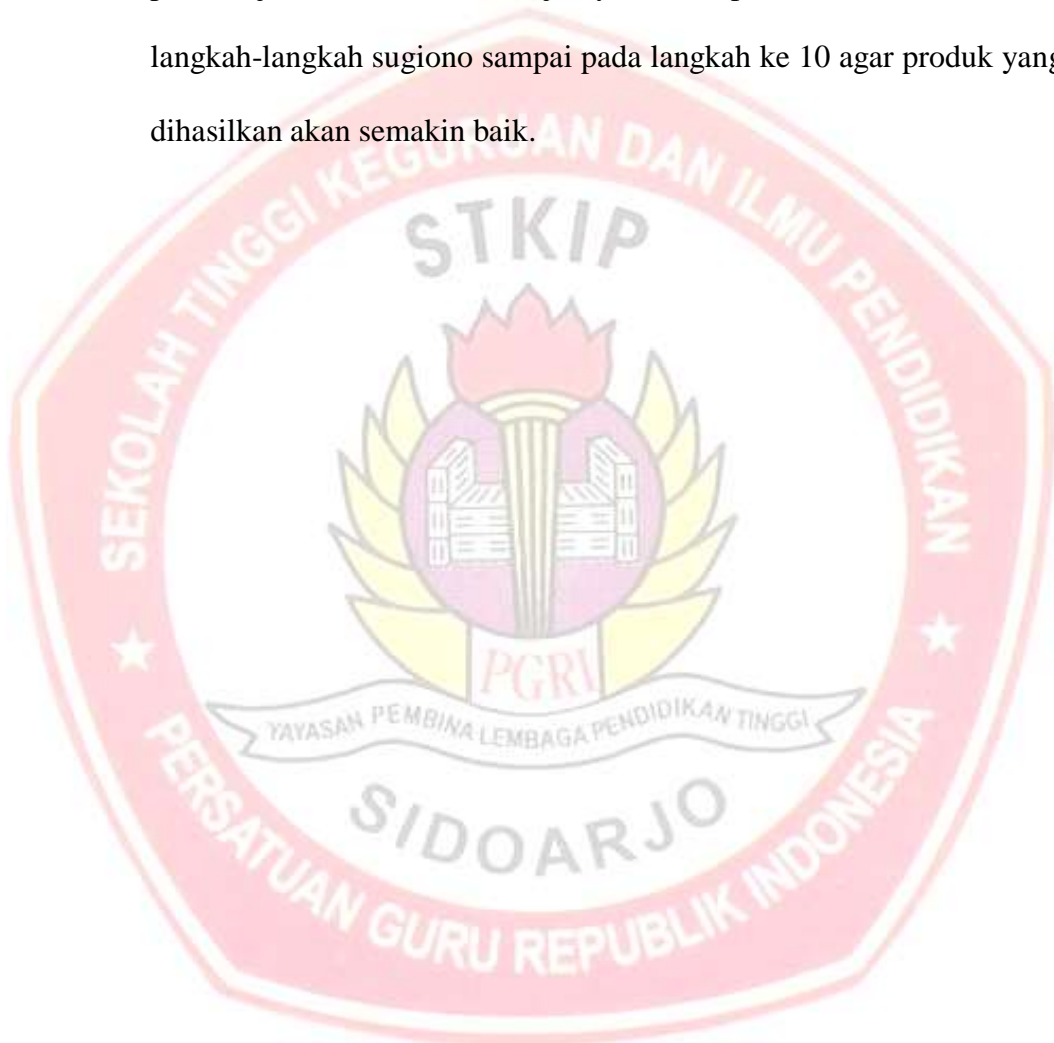 langkah-langkah sugiono sampai pada langkah ke 10 agar produk yang
dihasilkan akan semakin baik.
SEKOLAH TINGGI KEGURUAN DAN ILMU PENDIDIKAN
STKIP
PGRI
YAYASAN PEMBINA LEMBAGA PENDIDIKAN TINGGI
SIDOARJO
PERSATUAN GURU REPUBLIK INDONESIA